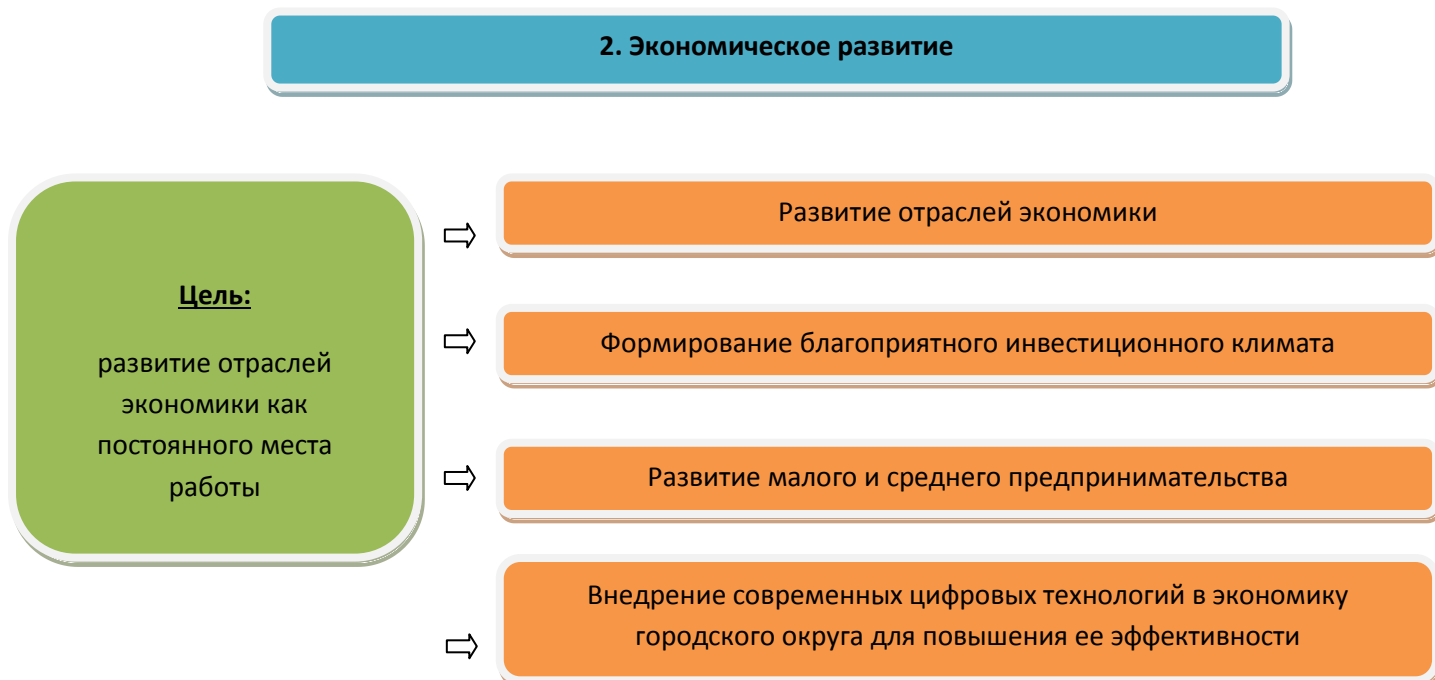 2. Экономическое развитие
Цель:
развитие отраслей
экономики как
постоянного места
работы
Развитие отраслей экономики
Формирование благоприятного инвестиционного климата
Развитие малого и среднего предпринимательства
Внедрение современных цифровых технологий в экономику
городского округа для повышения ее эффективности